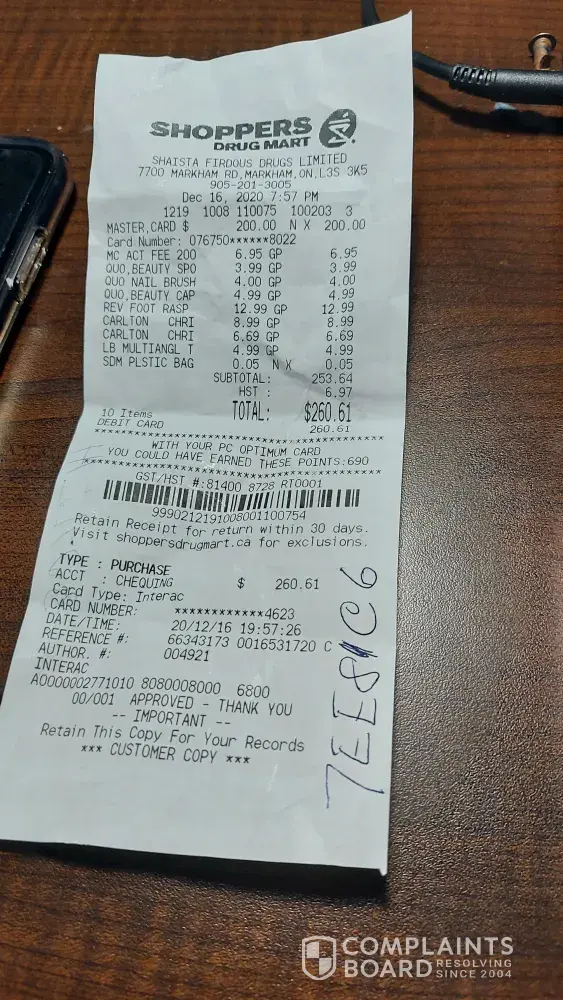 SHOPPERS
DRUG MART
SHAISTA FIRDOUS DRUGS LIMITED
7700 MARKHAM RD,MARKHAM,ON,L3S 3K5
905-201-3005
Dec 16, 2020 7:57 PM
1219 1008 110075 100203 3
MASTER,CARD $ 200.00 N X 200.00
Card Number: 076750******8022
MC ACT FEE 200 6.95 GP 6.95
QUO,BEAUTY SPO 3.99 GP 3.99
QUO NAIL BRUSH 4.00 GP 4.00
QUO,BEAUTY CAP 4.99 GP 4.99
REV FOOT RASP 12.99 GP 12.99
CARLTON CHRI 8.99 GP 8.99
CARLTON CHRI 6.69 GP 6.69
LB MULTIANGL T 4.99 GP 4.99
SDM PLSTIC BAG 0.05 N X 0.05
SUBTOTAL: 253.64
HST : 6.97
10 Items TOTAL: $260.61
DEBIT CARD 260.61
WITH YOUR PC OPTIMUM CARD
YOU COULD HAVE EARNED THESE POINTS:690
GST/HST #:81400 8728 RT0001
9990212191008001100754
Retain Receipt for return within 30 days.
Visit shoppersdrugmart.ca for exclusions.
TYPE : PURCHASE
ACCT : CHEQUING $ 260.61
Card Type: Interac
CARD NUMBER: ************4623
DATE/TIME: 20/12/16 19:57:26
REFERENCE #: 66343173 0016531720 C
AUTHOR. #: 004921
INTERAC
A0000002771010 8080008000 6800
00/001 APPROVED - THANK YOU
-- IMPORTANT --
Retain This Copy For Your Records
*** CUSTOMER COPY ***
COMPLAINTS
BOARD RESOLVING
SINCE 2004